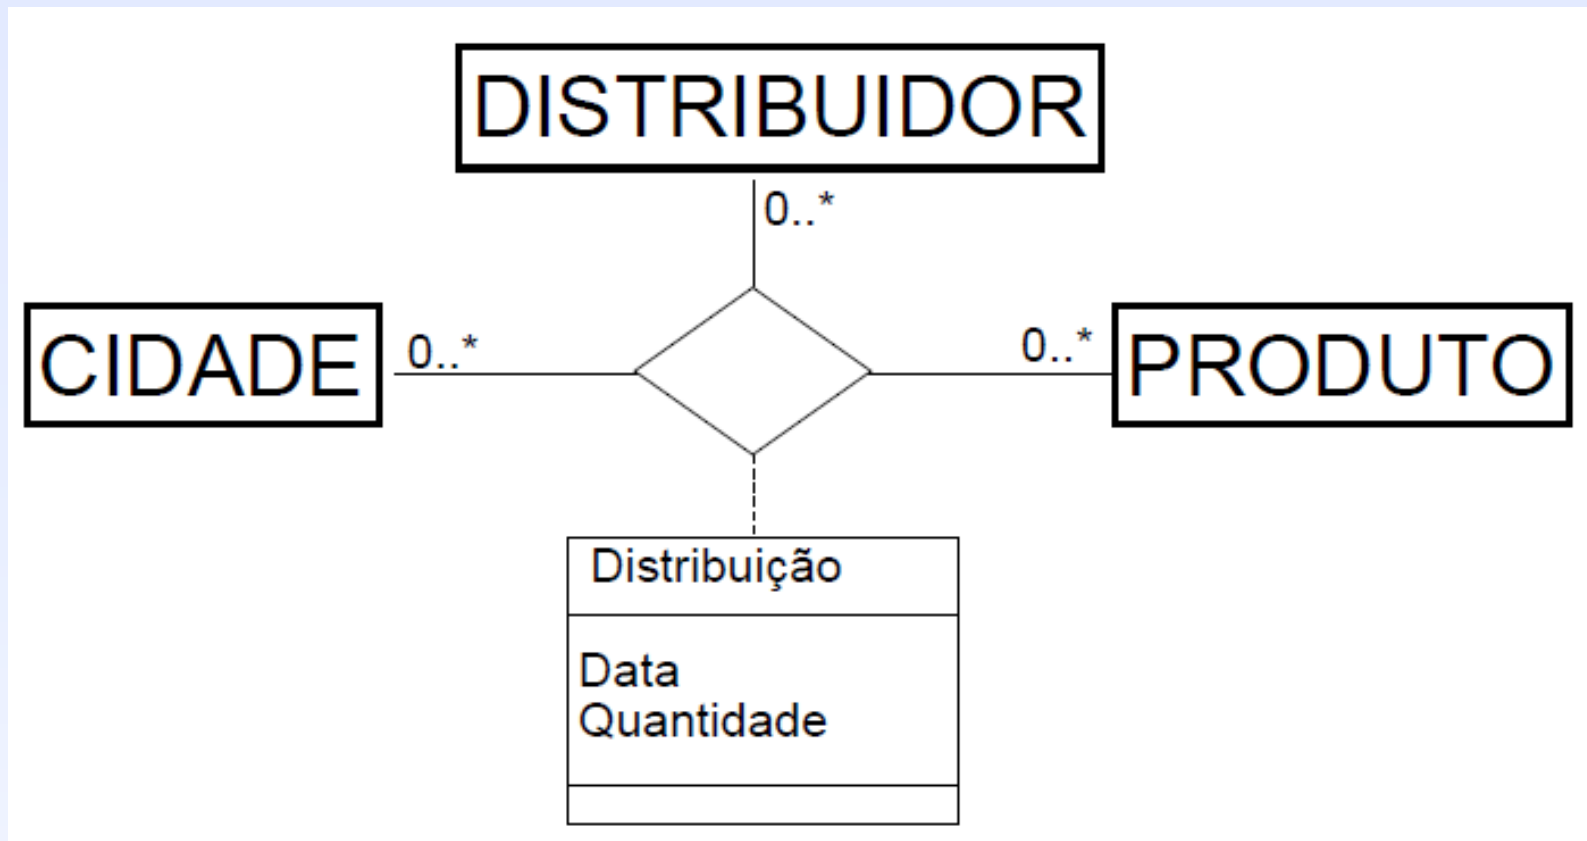 DISTRIBUIDOR
0..*
CIDADE
0..*
0..*
PRODUTO
Distribuição
Data
Quantidade